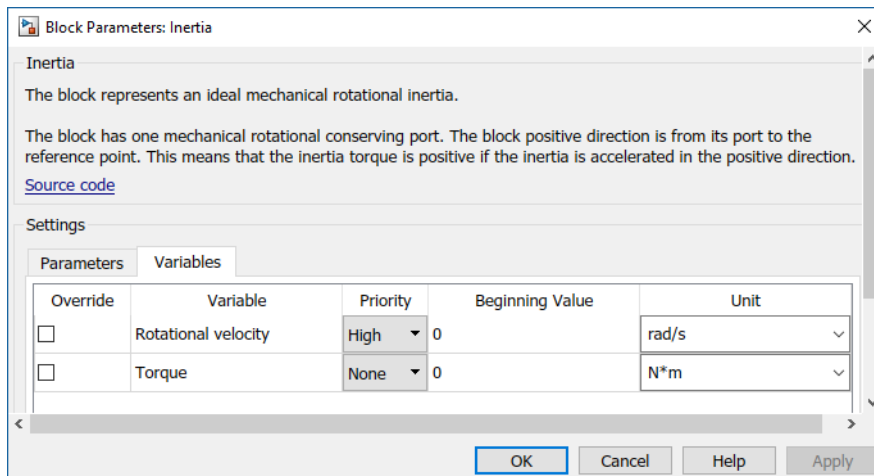 Block Parameters: Inertia
Inertia
The block represents an ideal mechanical rotational inertia.
The block has one mechanical rotational conserving port. The block positive direction is from its port to the
reference point. This means that the inertia torque is positive if the inertia is accelerated in the positive direction.
Source code
Settings
Parameters Variables
Override Variable Priority Beginning Value Unit
Rotational velocity High 0 rad/s
Torque None 0 N*m
OK Cancel Help Apply